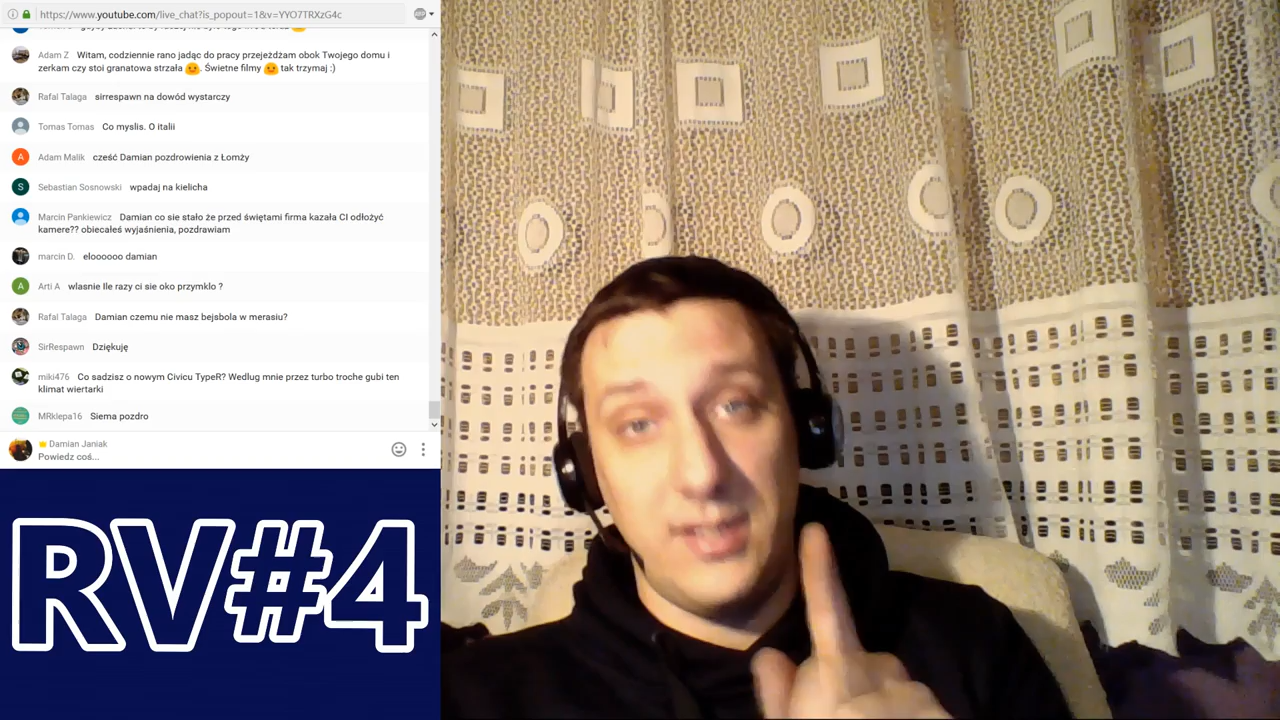 https://www.youtube.com/live_chat?is_popout=1&v=YYO7TRXzG4c
Adam Z Witam, codziennie rano jadąc do pracy przejeżdżam obok Twojego domu i
zerkam czy stoi granatowa strzała 🙂. Świetne filmy 🙂 tak trzymaj :)
Rafal Talaga sirrespawn na dowód wystarczy
Tomas Tomas Co myslis. O italii
A Adam Malik cześć Damian pozdrowienia z Łomży
S Sebastian Sosnowski wpadaj na kielicha
Marcin Pankiewicz Damian co sie stało że przed świętami firma kazała CI odłożyć
kamere?? obiecałeś wyjaśnienia, pozdrawiam
marcin D. eloooooo damian
A Arti A wlasnie Ile razy ci sie oko przymklo ?
Rafal Talaga Damian czemu nie masz bejsbola w merasiu?
SirRespawn Dziękuję
miki476 Co sadzisz o nowym Civicu TypeR? Wedlug mnie przez turbo troche gubi ten
klimat wiertarki
MRklepa16 Siema pozdro
Damian Janiak
Powiedz coś...
RV#4